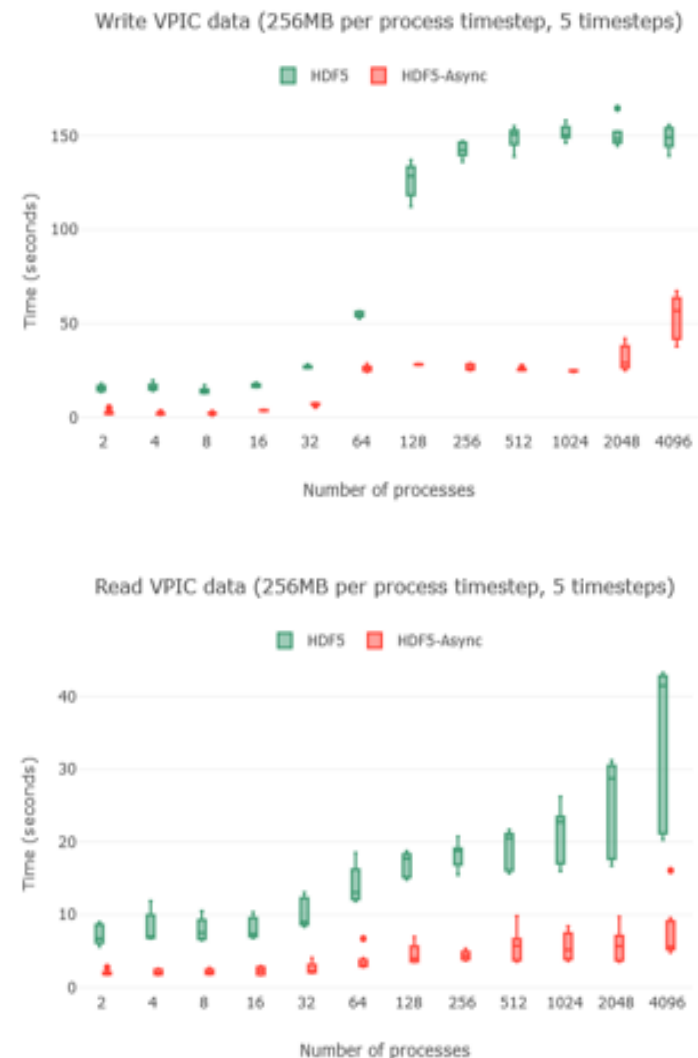 Write VPIC data (256MB per process timestep, 5 timesteps)
HDF5 HDF5-Async
150
100
50
0
Time (seconds)
2 4 8 16 32 64 128 256 512 1024 2048 4096
Number of processes
Read VPIC data (256MB per process timestep, 5 timesteps)
HDF5 HDF5-Async
40
30
20
10
0
Time (seconds)
2 4 8 16 32 64 128 256 512 1024 2048 4096
Number of processes